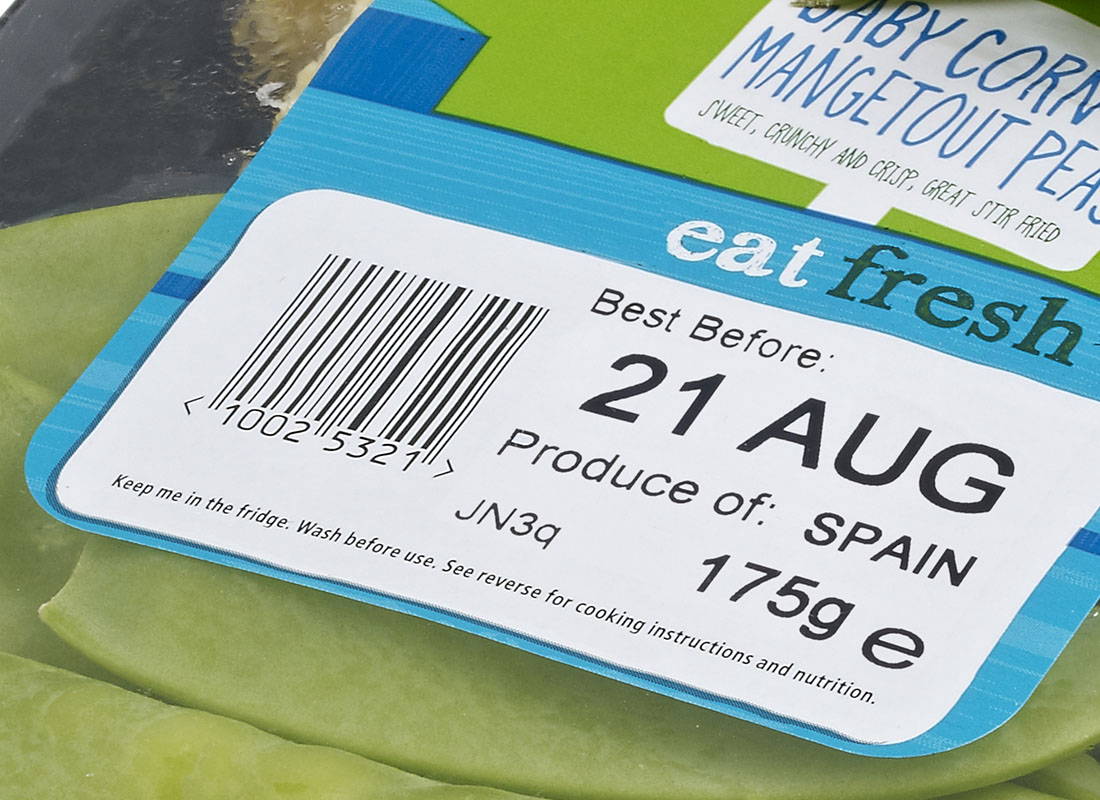 BABY CORN
MANGETOUT PEAS
SWEET, CRUNCHY AND CRISP, GREAT STIR FRIED
eat fresh
Best Before:
21 AUG
< 1002 5321 >
Produce of: SPAIN
JN3q
175g e
Keep me in the fridge. Wash before use. See reverse for cooking instructions and nutrition.